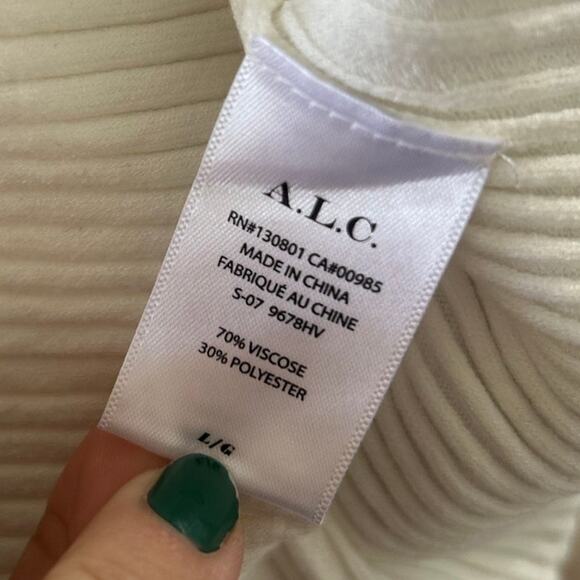 A.L.C.
RN#130801 CA#00985
MADE IN CHINA
FABRIQUÉ AU CHINE
S-07 9678HV
70% VISCOSE
30% POLYESTER
L/G